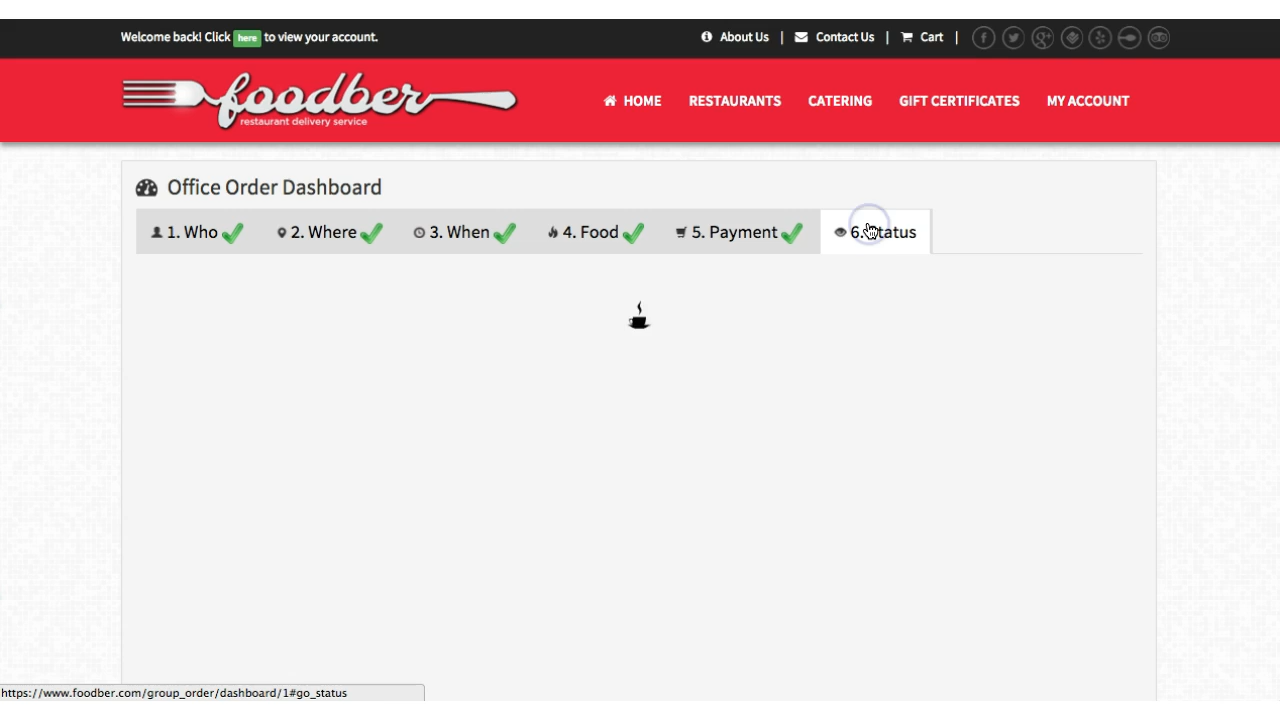 Welcome back! Click here to view your account.
About Us | Contact Us | Cart |
foodber
restaurant delivery service
HOME RESTAURANTS CATERING GIFT CERTIFICATES MY ACCOUNT
Office Order Dashboard
1. Who 2. Where 3. When 4. Food 5. Payment 6. Status
https://www.foodber.com/group_order/dashboard/1#go_status